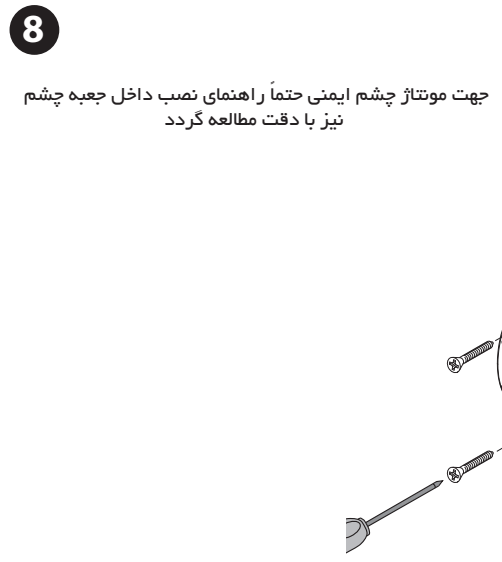 8
جهت مونتاژ چشم ایمنی حتماً راهنمای نصب داخل جعبه چشم
نیز با دقت مطالعه گردد